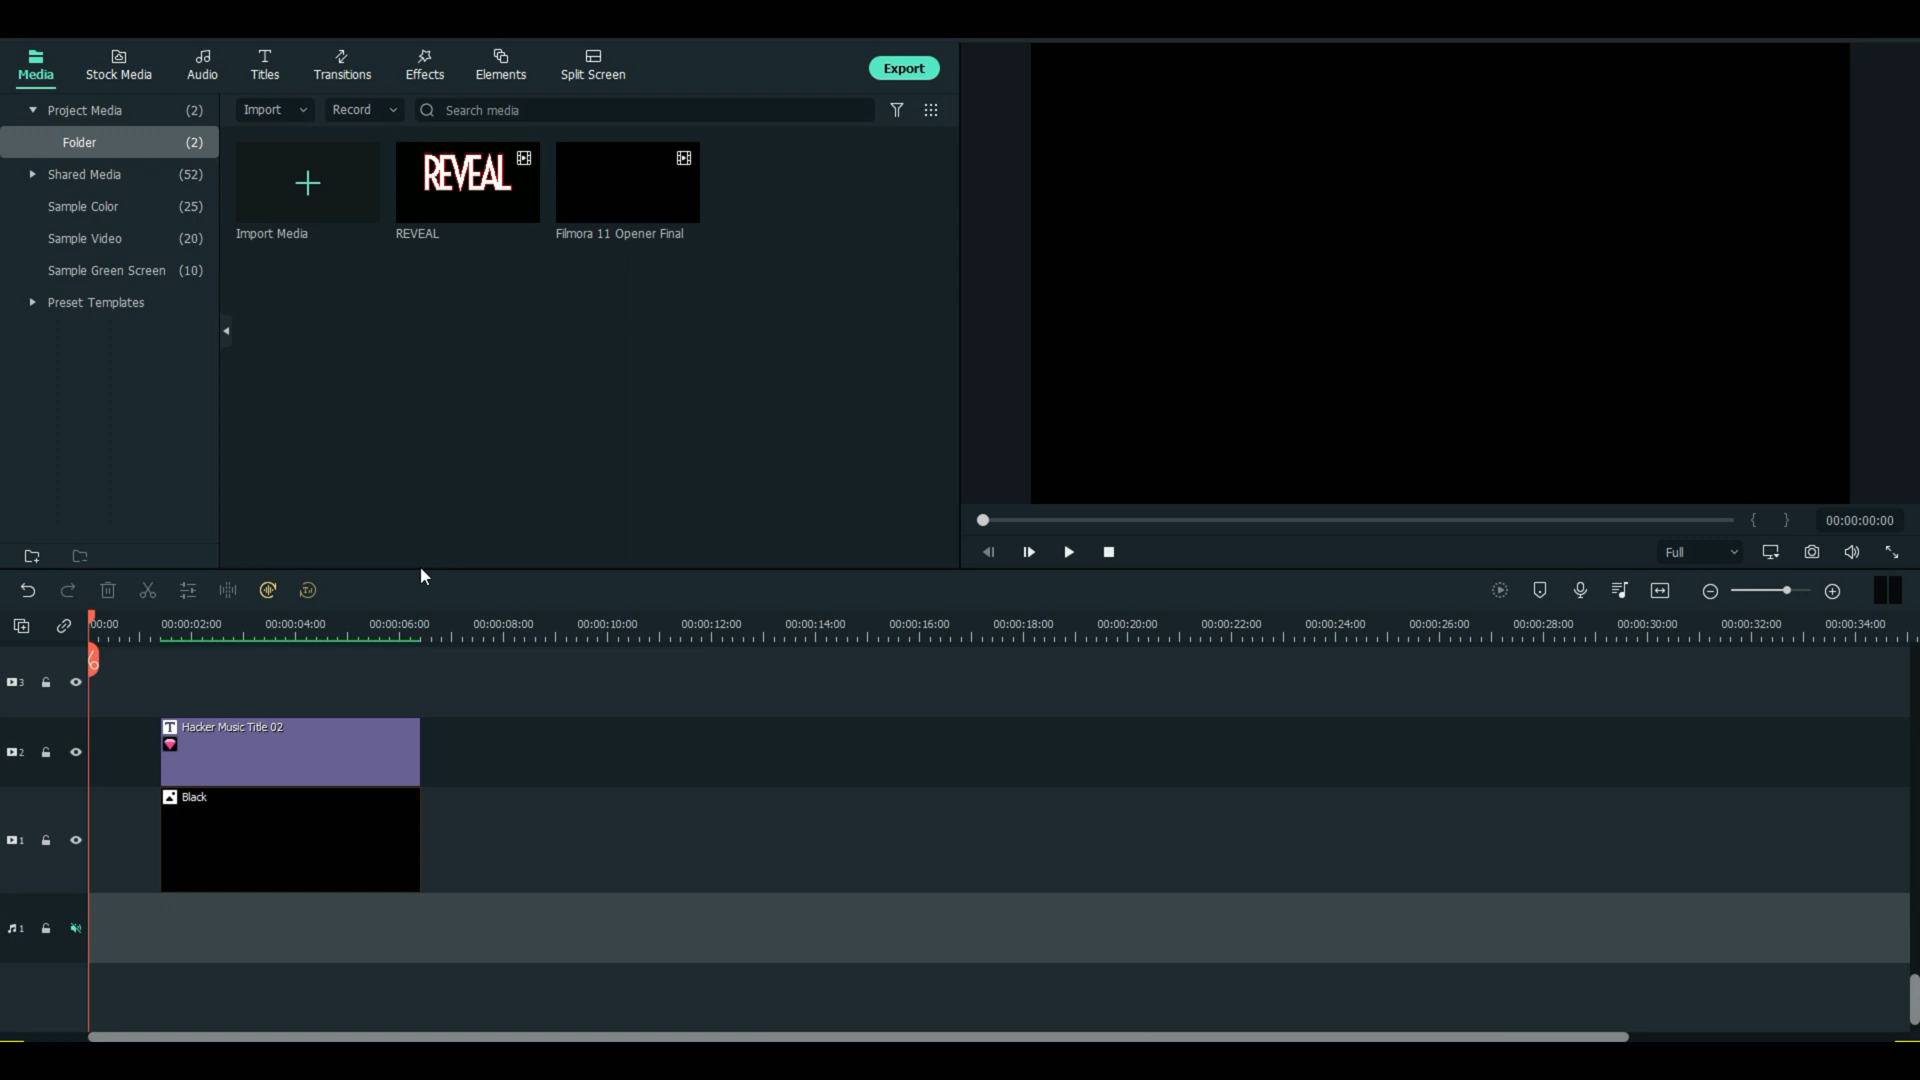 Media
Stock Media
Audio
Titles
Transitions
Effects
Elements
Split Screen
Export
Project Media (2)
Folder (2)
Shared Media (52)
Sample Color (25)
Sample Video (20)
Sample Green Screen (10)
Preset Templates
Import
Record
Search media
REVEAL
Import Media
REVEAL
Filmora 11 Opener Final
00:00:00:00
Full
00:00 00:00:02:00 00:00:04:00 00:00:06:00 00:00:08:00 00:00:10:00 00:00:12:00 00:00:14:00 00:00:16:00 00:00:18:00 00:00:20:00 00:00:22:00 00:00:24:00 00:00:26:00 00:00:28:00 00:00:30:00 00:00:32:00 00:00:34:00
3
2
T Hacker Music Title 02
1
Black
1